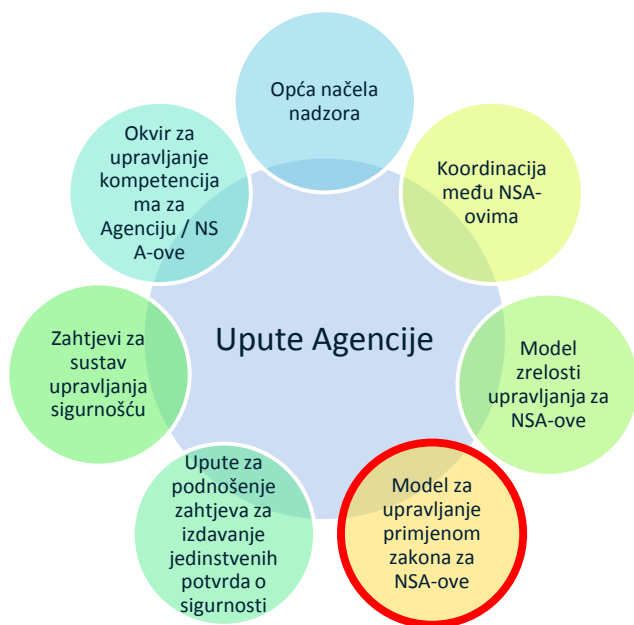 Opća načela
nadzora
Okvir za
upravljanje
kompetencija
ma za
Agenciju / NS
A-ove
Koordinacija
među NSA-
ovima
Upute Agencije
Zahtjevi za
sustav
upravljanja
sigurnošću
Model
zrelosti
upravljanja za
NSA-ove
Upute za
podnošenje
zahtjeva za
izdavanje
jedinstvenih
potvrda o
sigurnosti
Model za
upravljanje
primjenom
zakona za
NSA-ove